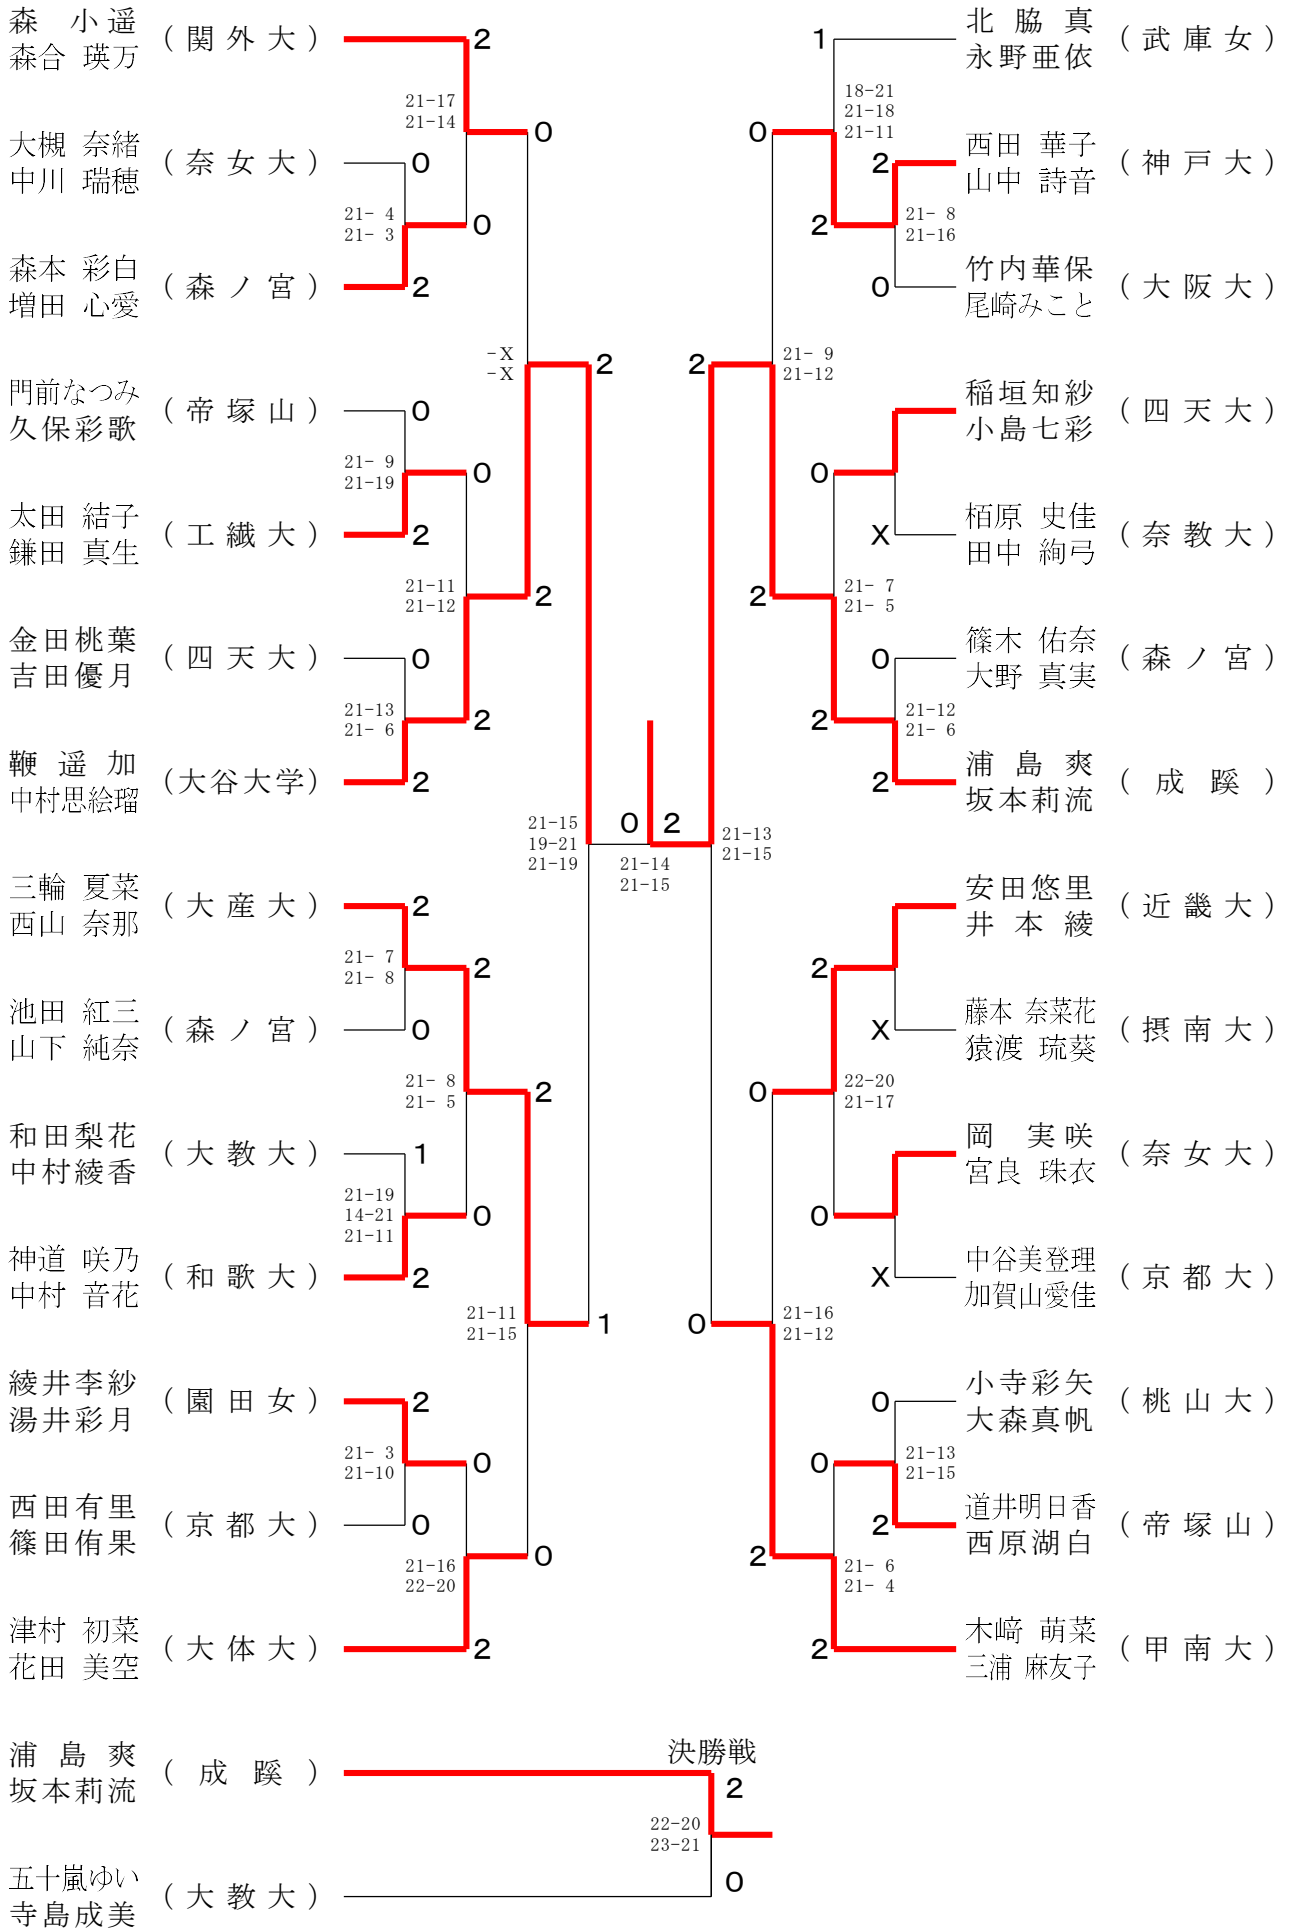 森 小遥
森合 瑛万
(関外大)
2
21-17
21-14
0
大槻 奈緒
中川 瑞穂
(奈女大)
0
21- 4
21- 3
0
森本 彩白
増田 心愛
(森ノ宮)
2
-X
-X
2
門前なつみ
久保彩歌
(帝塚山)
0
21- 9
21-19
0
太田 結子
鎌田 真生
(工繊大)
2
21-11
21-12
2
金田桃葉
吉田優月
(四天大)
0
21-13
21- 6
2
鞭遥加
中村思絵瑠
(大谷大学)
2
21-15
19-21
21-19
三輪 夏菜
西山 奈那
(大産大)
2
21- 7
21- 8
2
池田 紅三
山下 純奈
(森ノ宮)
0
21- 8
21- 5
2
和田梨花
中村綾香
(大教大)
1
21-19
14-21
21-11
0
神道 咲乃
中村 音花
(和歌大)
2
21-11
21-15
1
綾井李紗
湯井彩月
(園田女)
2
21- 3
21-10
0
西田有里
篠田侑果
(京都大)
0
21-16
22-20
0
津村 初菜
花田 美空
(大体大)
2
0 2
21-14
21-15
1
北脇真
永野亜依
(武庫女)
18-21
21-18
21-11
0
2
西田 華子
山中 詩音
(神戸大)
2
21- 8
21-16
0
竹内華保
尾崎みこと
(大阪大)
2
21- 9
21-12
稲垣知紗
小島七彩
(四天大)
0
X
栢原 史佳
田中 絢弓
(奈教大)
2
21- 7
21- 5
0
篠木 佑奈
大野 真実
(森ノ宮)
2
21-12
21- 6
2
浦島爽
坂本莉流
(成蹊)
21-13
21-15
安田悠里
井本綾
(近畿大)
2
X
藤本 奈菜花
猿渡 琉葵
(摂南大)
0
22-20
21-17
岡 実咲
宮良 珠衣
(奈女大)
0
X
中谷美登理
加賀山愛佳
(京都大)
0
21-16
21-12
0
小寺彩矢
大森真帆
(桃山大)
0
21-13
21-15
2
道井明日香
西原湖白
(帝塚山)
2
21- 6
21- 4
2
木﨑 萌菜
三浦 麻友子
(甲南大)
決勝戦
浦島爽
坂本莉流
(成蹊)
2
22-20
23-21
0
五十嵐ゆい
寺島成美
(大教大)